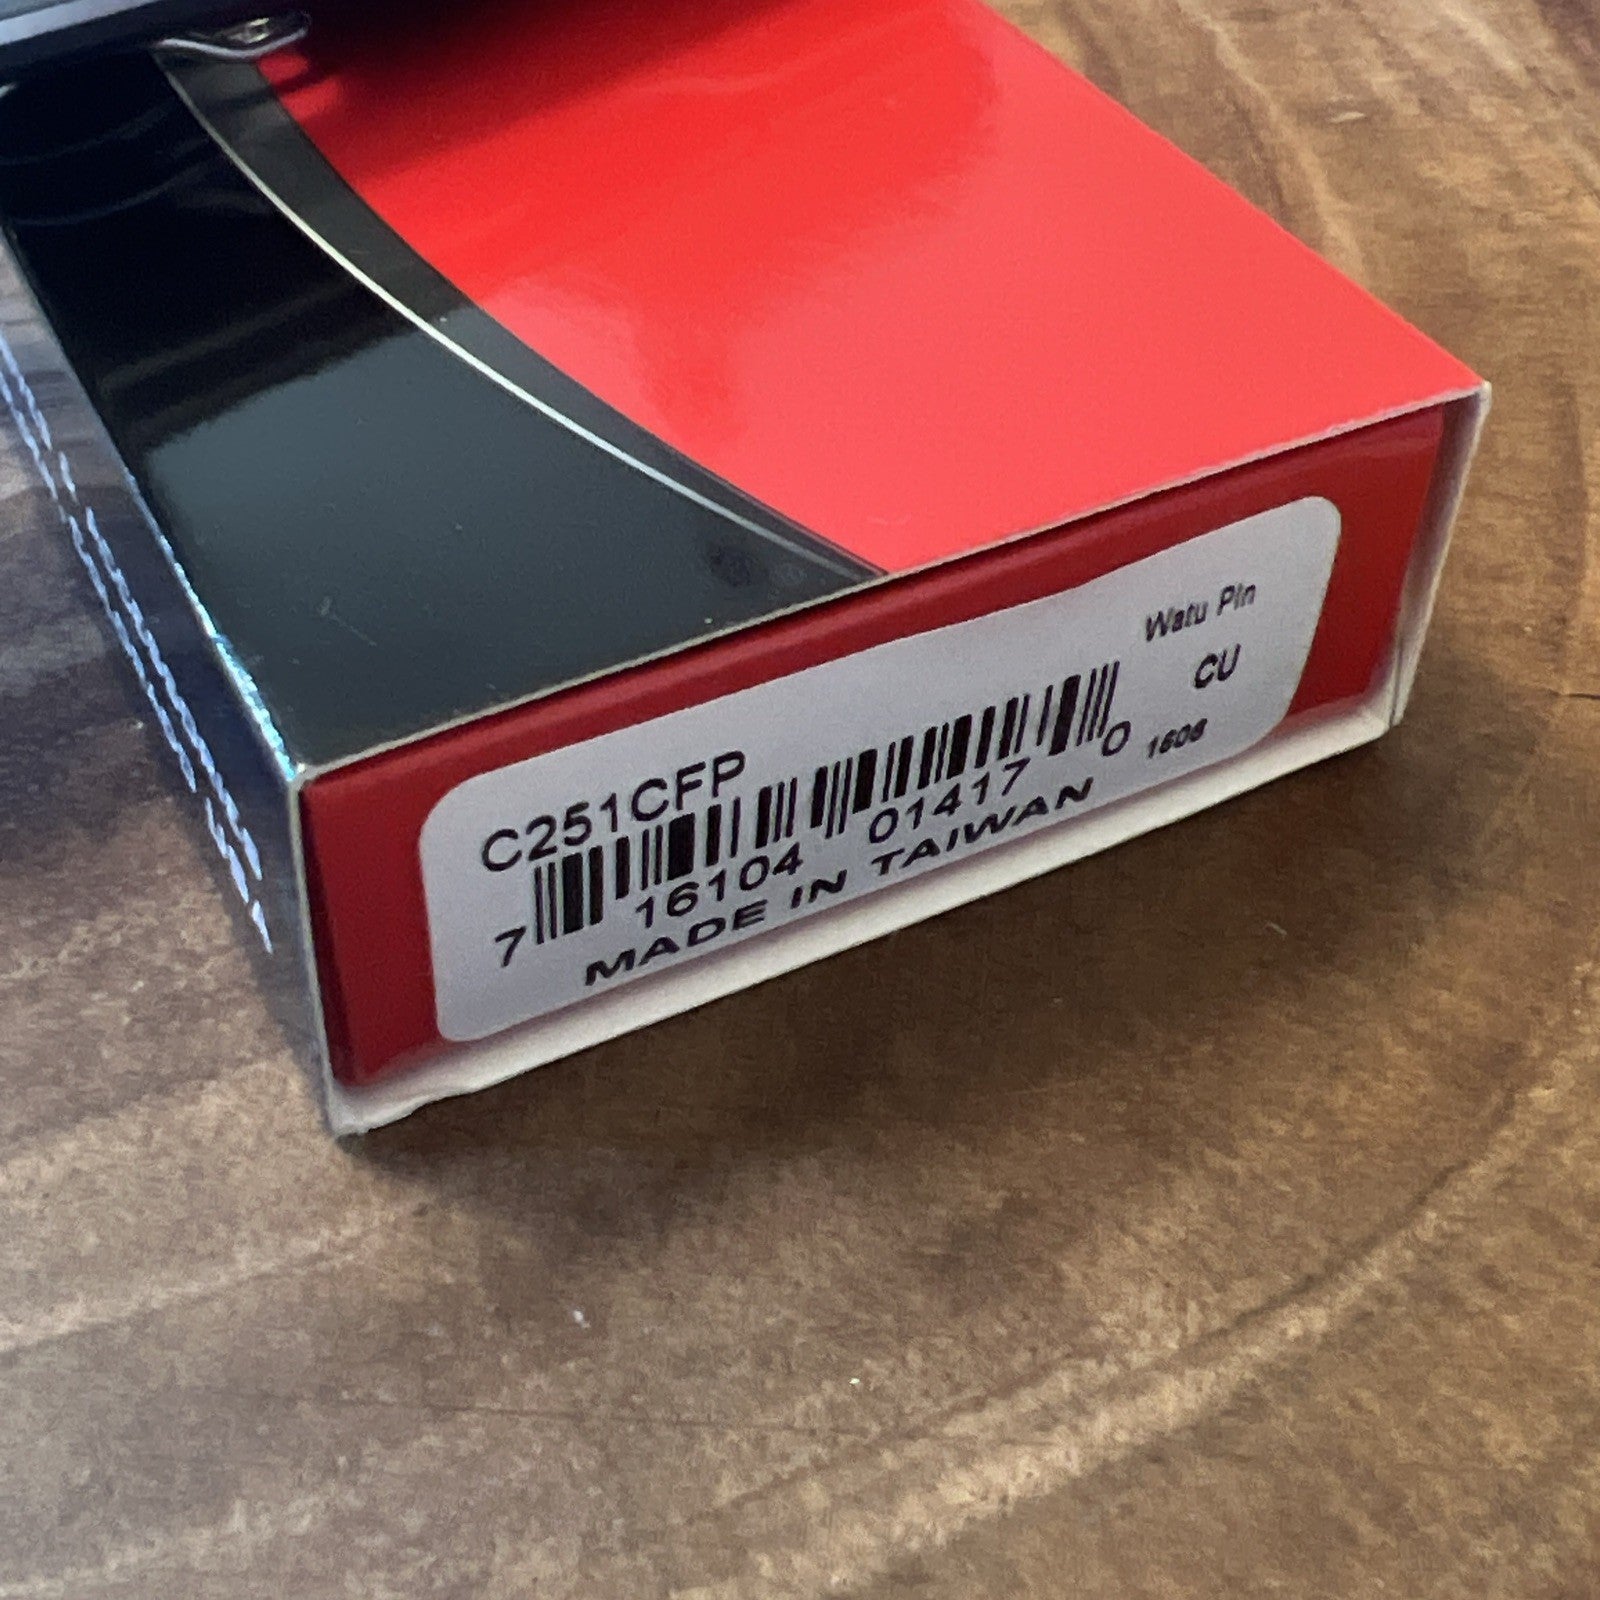 Watu Pln
CU
C251CFP
7 16104 01417 0
1606
MADE IN TAIWAN